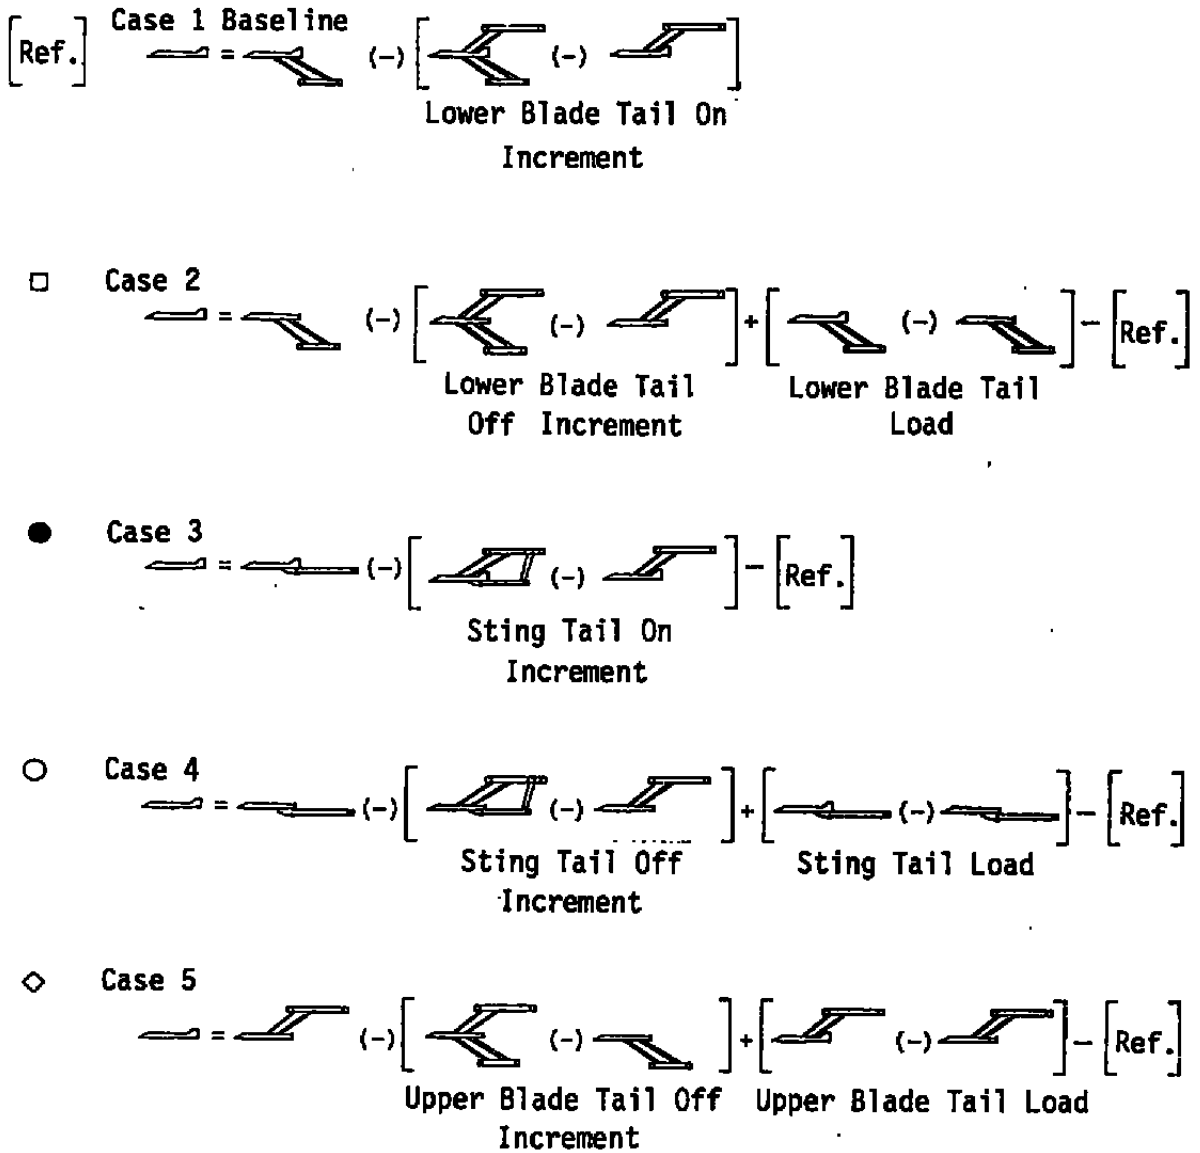 [Ref.] Case 1 Baseline
= (-) [ (-) ]
Lower Blade Tail On
Increment
□ Case 2
= (-) [ (-) ] + [ (-) ] - [Ref.]
Lower Blade Tail Lower Blade Tail
Off Increment Load
● Case 3
= (-) [ (-) ] - [Ref.]
Sting Tail On
Increment
○ Case 4
= (-) [ (-) ] + [ (-) ] - [Ref.]
Sting Tail Off Sting Tail Load
Increment
◇ Case 5
= (-) [ (-) ] + [ (-) ] - [Ref.]
Upper Blade Tail Off Upper Blade Tail Load
Increment